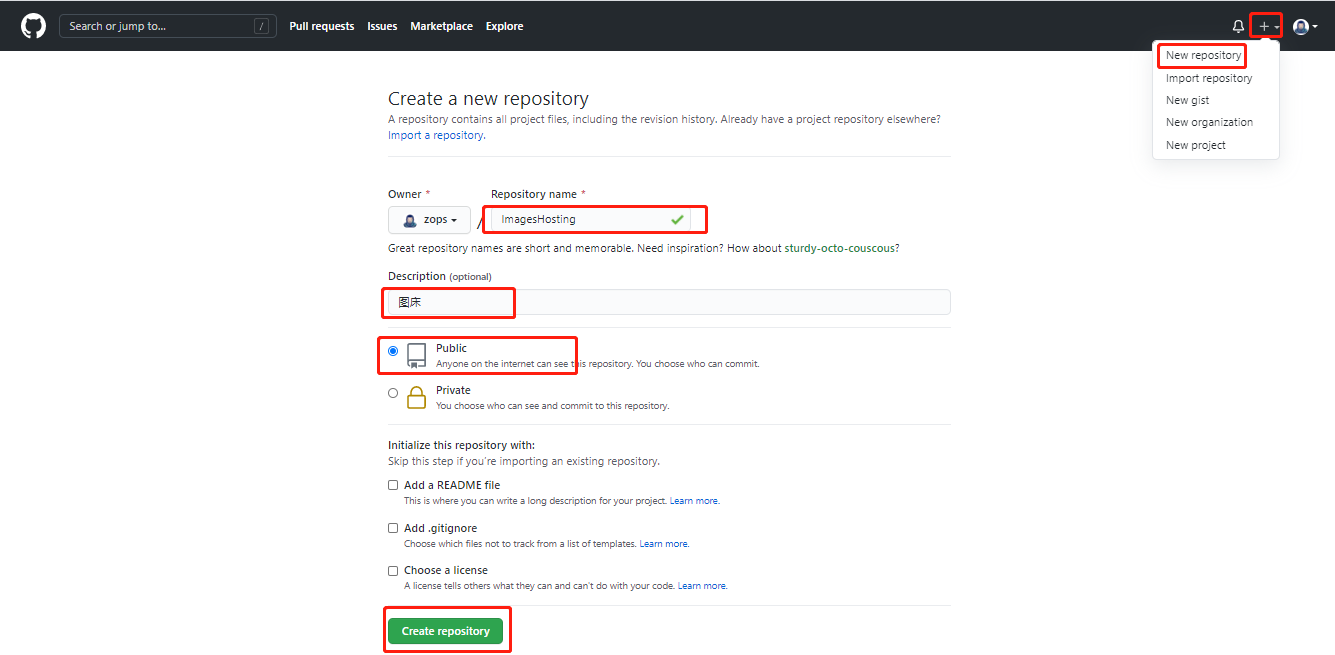 Search or jump to... /
Pull requests Issues Marketplace Explore
New repository
Import repository
New gist
New organization
New project
Create a new repository
A repository contains all project files, including the revision history. Already have a project repository elsewhere?
Import a repository.
Owner * Repository name *
zops / ImagesHosting
Great repository names are short and memorable. Need inspiration? How about sturdy-octo-couscous?
Description (optional)
图床
Public
Anyone on the internet can see this repository. You choose who can commit.
Private
You choose who can see and commit to this repository.
Initialize this repository with:
Skip this step if you're importing an existing repository.
Add a README file
This is where you can write a long description for your project. Learn more.
Add .gitignore
Choose which files not to track from a list of templates. Learn more.
Choose a license
A license tells others what they can and can't do with your code. Learn more.
Create repository